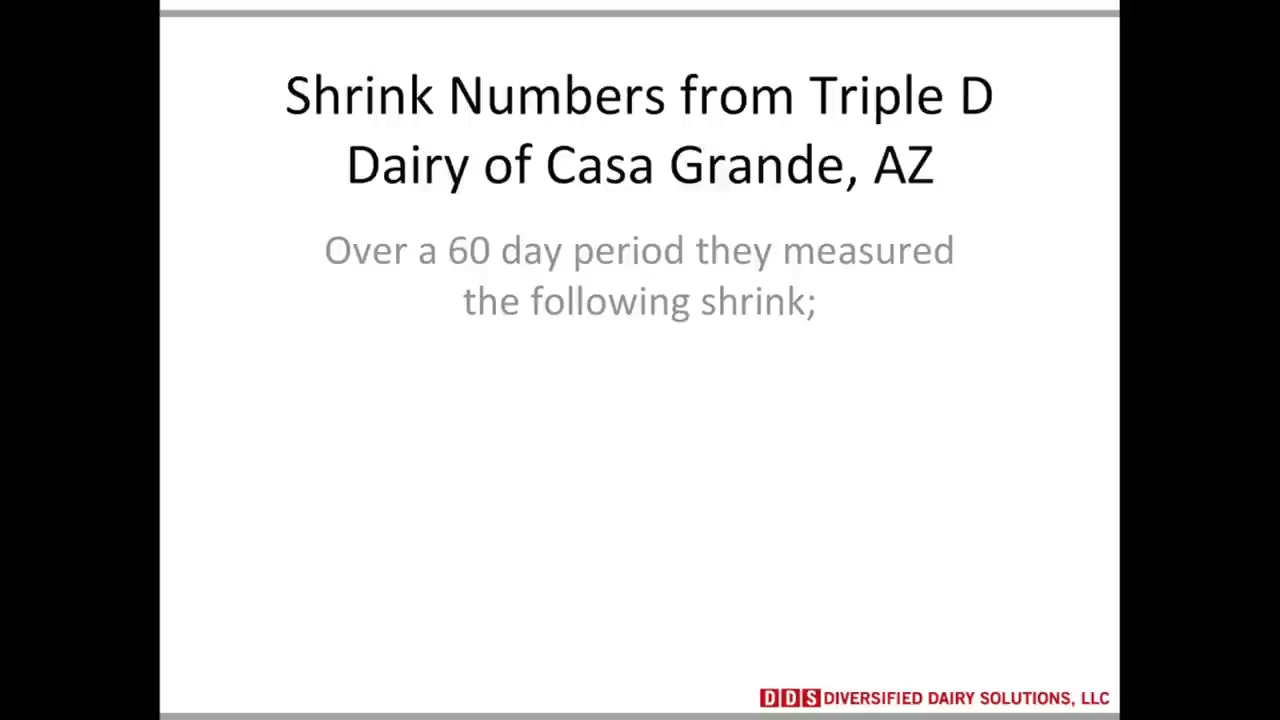 Shrink Numbers from Triple D
Dairy of Casa Grande, AZ
Over a 60 day period they measured
the following shrink;
DDS DIVERSIFIED DAIRY SOLUTIONS, LLC